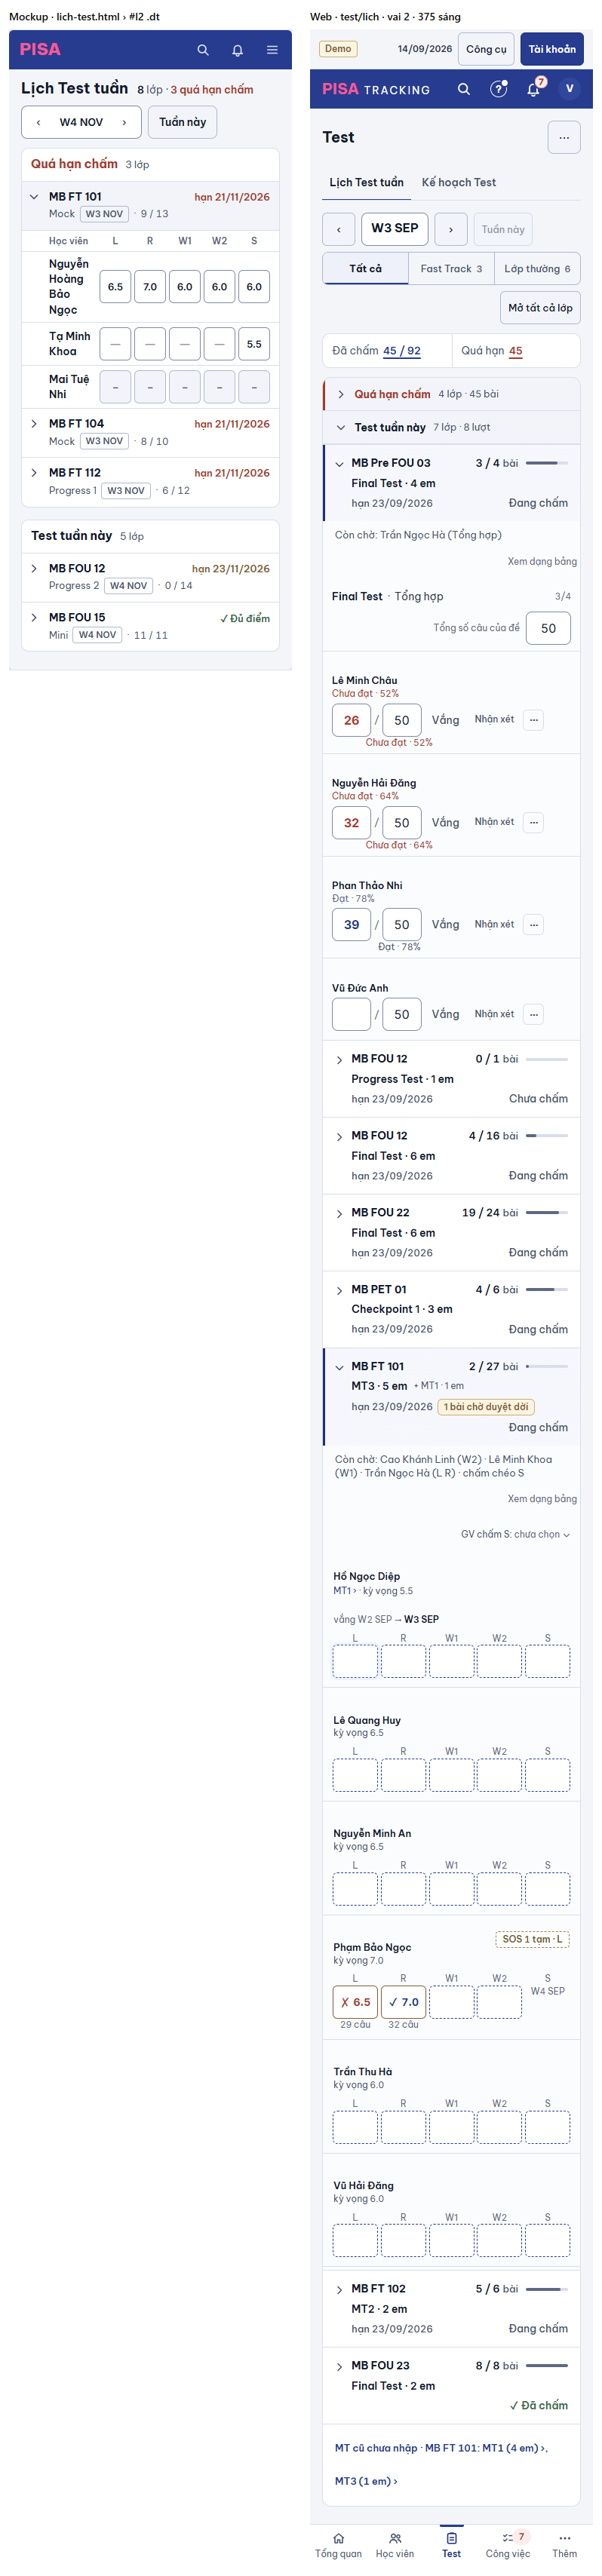 Mockup · lich-test.html › #l2 .dt
PISA
Lịch Test tuần 8 lớp · 3 quá hạn chấm
‹ W4 NOV › Tuần này
Quá hạn chấm 3 lớp
MB FT 101 hạn 21/11/2026
Mock W3 NOV · 9 / 13
Học viên L R W1 W2 S
Nguyễn Hoàng Bảo Ngọc 6.5 7.0 6.0 6.0 6.0
Tạ Minh Khoa — — — — 5.5
Mai Tuệ Nhi – – – – –
MB FT 104 hạn 21/11/2026
Mock W3 NOV · 8 / 10
MB FT 112 hạn 21/11/2026
Progress 1 W3 NOV · 6 / 12
Test tuần này 5 lớp
MB FOU 12 hạn 23/11/2026
Progress 2 W4 NOV · 0 / 14
MB FOU 15 ✓ Đủ điểm
Mini W4 NOV · 11 / 11
Web · test/lich · vai 2 · 375 sáng
Demo 14/09/2026 Công cụ Tài khoản
PISA TRACKING ? 7 V
Test ···
Lịch Test tuần Kế hoạch Test
‹ W3 SEP › Tuần này
Tất cả Fast Track 3 Lớp thường 6
Mở tất cả lớp
Đã chấm 45 / 92 Quá hạn 45
Quá hạn chấm 4 lớp · 45 bài
Test tuần này 7 lớp · 8 lượt
MB Pre FOU 03 3 / 4 bài
Final Test · 4 em
hạn 23/09/2026 Đang chấm
Còn chờ: Trần Ngọc Hà (Tổng hợp)
Xem dạng bảng
Final Test · Tổng hợp 3/4
Tổng số câu của đề 50
Lê Minh Châu
Chưa đạt · 52%
26 / 50 Vắng Nhận xét ···
Chưa đạt · 52%
Nguyễn Hải Đăng
Chưa đạt · 64%
32 / 50 Vắng Nhận xét ···
Chưa đạt · 64%
Phan Thảo Nhi
Đạt · 78%
39 / 50 Vắng Nhận xét ···
Đạt · 78%
Vũ Đức Anh
/ 50 Vắng Nhận xét ···
MB FOU 12 0 / 1 bài
Progress Test · 1 em
hạn 23/09/2026 Chưa chấm
MB FOU 12 4 / 16 bài
Final Test · 6 em
hạn 23/09/2026 Đang chấm
MB FOU 22 19 / 24 bài
Final Test · 6 em
hạn 23/09/2026 Đang chấm
MB PET 01 4 / 6 bài
Checkpoint 1 · 3 em
hạn 23/09/2026 Đang chấm
MB FT 101 2 / 27 bài
MT3 · 5 em + MT1 · 1 em
hạn 23/09/2026 1 bài chờ duyệt dời
Đang chấm
Còn chờ: Cao Khánh Linh (W2) · Lê Minh Khoa
(W1) · Trần Ngọc Hà (L R) · chấm chéo S
Xem dạng bảng
GV chấm S: chưa chọn
Hồ Ngọc Diệp
MT1 › · kỳ vọng 5.5
vắng W2 SEP → W3 SEP
L R W1 W2 S
Lê Quang Huy
kỳ vọng 6.5
L R W1 W2 S
Nguyễn Minh An
kỳ vọng 6.5
L R W1 W2 S
SOS 1 tạm · L
Phạm Bảo Ngọc
kỳ vọng 7.0
L R W1 W2 S
✗ 6.5 ✓ 7.0 W4 SEP
29 câu 32 câu
Trần Thu Hà
kỳ vọng 6.0
L R W1 W2 S
Vũ Hải Đăng
kỳ vọng 6.0
L R W1 W2 S
MB FT 102 5 / 6 bài
MT2 · 2 em
hạn 23/09/2026 Đang chấm
MB FOU 23 8 / 8 bài
Final Test · 2 em
✓ Đã chấm
MT cũ chưa nhập · MB FT 101: MT1 (4 em) ›,
MT3 (1 em) ›
7
Tổng quan Học viên Test Công việc Thêm